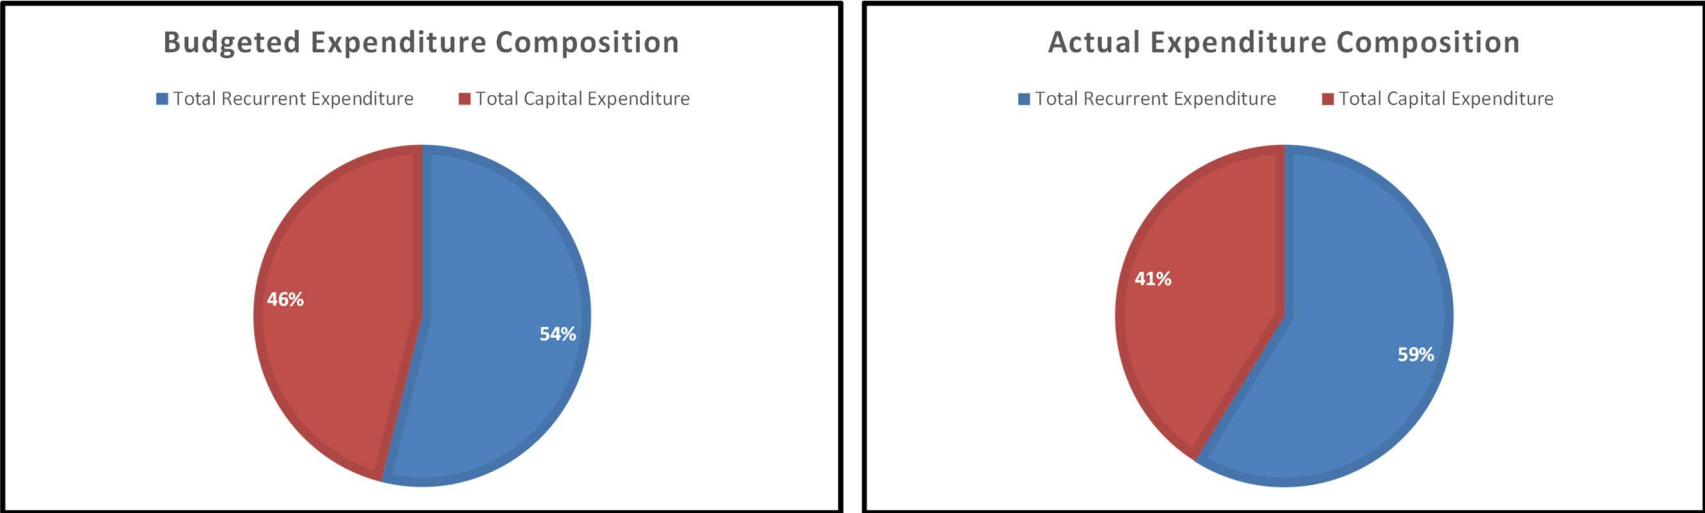 Budgeted Expenditure Composition
Total Recurrent Expenditure Total Capital Expenditure
46%
54%
Actual Expenditure Composition
Total Recurrent Expenditure Total Capital Expenditure
41%
59%